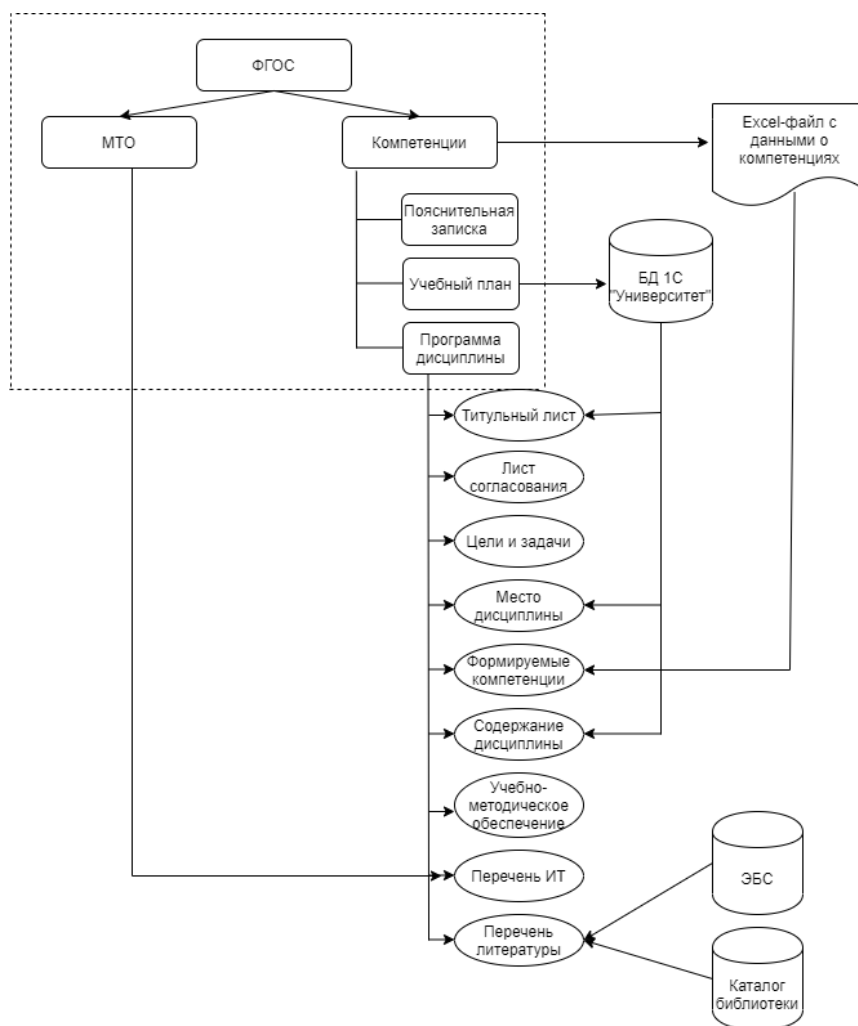 ФГОС
МТО
Компетенции
Excel-файл с
данными о
компетенциях
Пояснительная
записка
Учебный план
БД 1С
"Университет"
Программа
дисциплины
Титульный лист
Лист
согласования
Цели и задачи
Место
дисциплины
Формируемые
компетенции
Содержание
дисциплины
Учебно-
методическое
обеспечение
Перечень ИТ
ЭБС
Перечень
литературы
Каталог
библиотеки